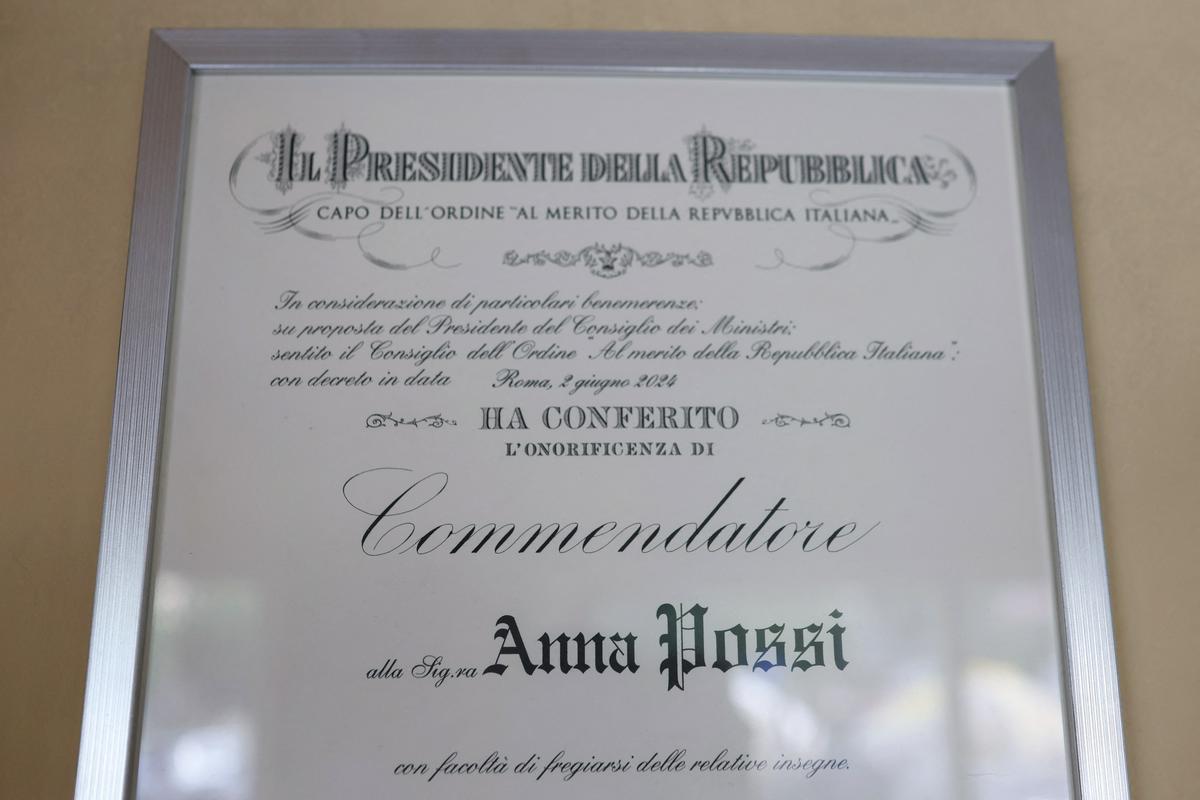 IL PRESIDENTE DELLA REPUBBLICA
CAPO DELL'ORDINE "AL MERITO DELLA REPVBBLICA ITALIANA„
In considerazione di particolari benemerenze;
su proposta del Presidente del Consiglio dei Ministri;
sentito il Consiglio dell'Ordine "Al merito della Repubblica Italiana";
con decreto in data Roma, 2 giugno 2024
HA CONFERITO
L'ONORIFICENZA DI
Commendatore
alla Sig.ra Anna Possi
con facoltà di fregiarsi delle relative insegne.